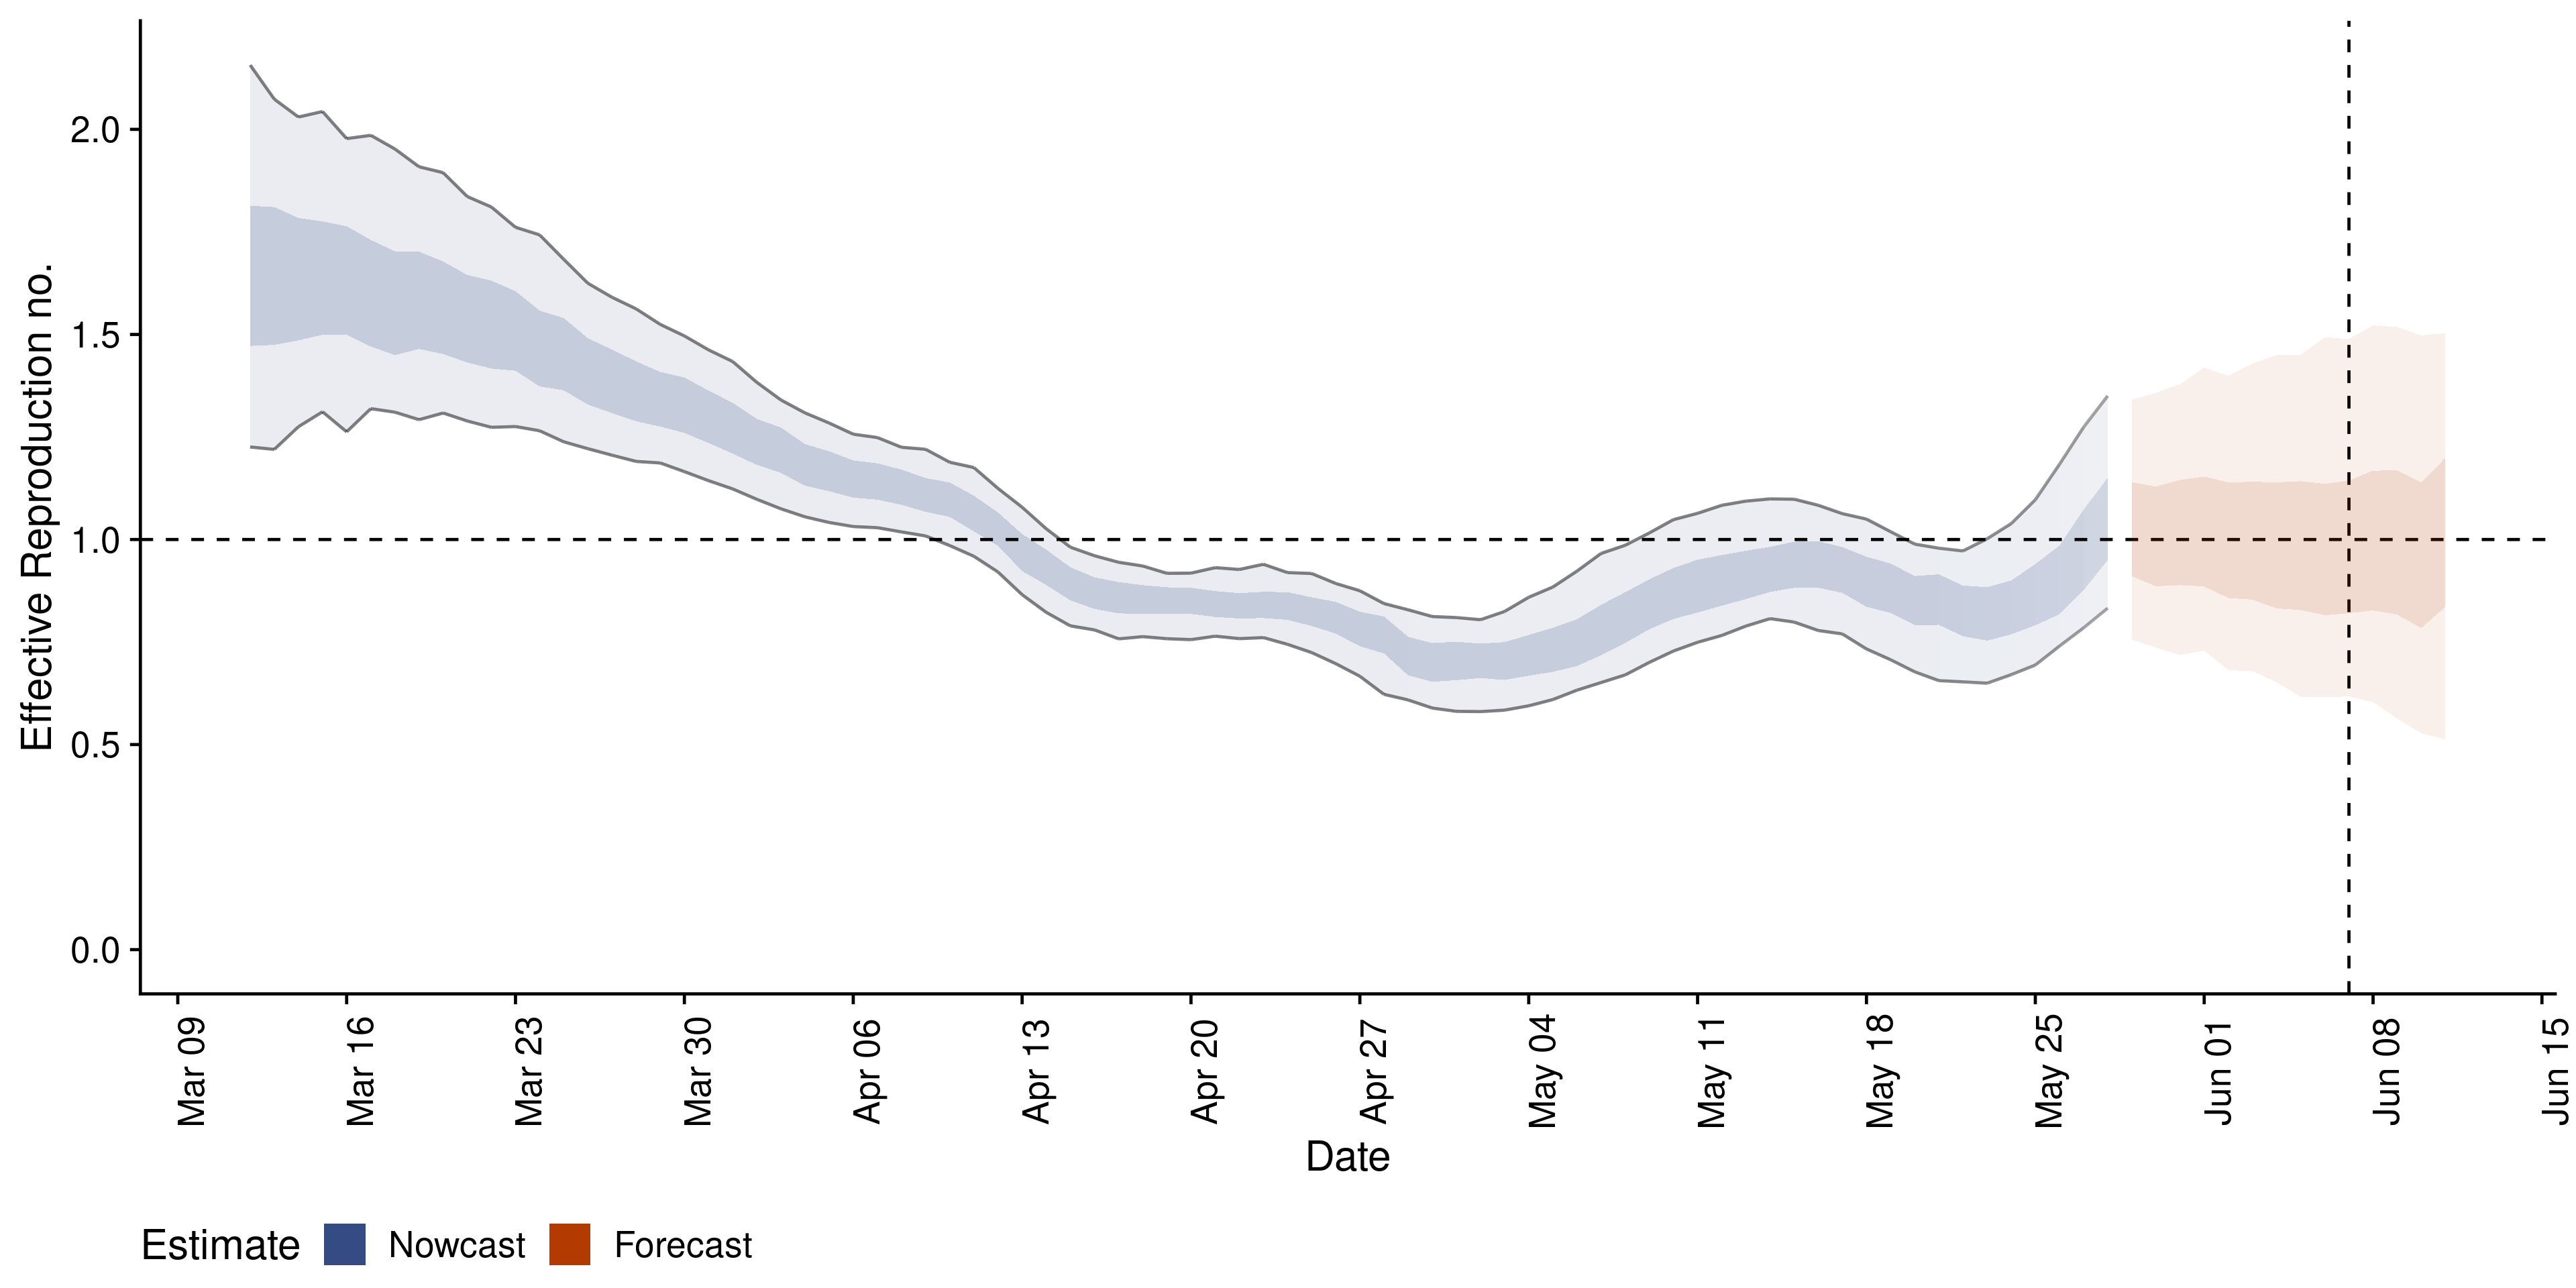 Effective Reproduction no.
2.0
1.5
1.0
0.5
0.0
Mar 09
Mar 16
Mar 23
Mar 30
Apr 06
Apr 13
Apr 20
Apr 27
May 04
May 11
May 18
May 25
Jun 01
Jun 08
Jun 15
Date
Estimate Nowcast Forecast